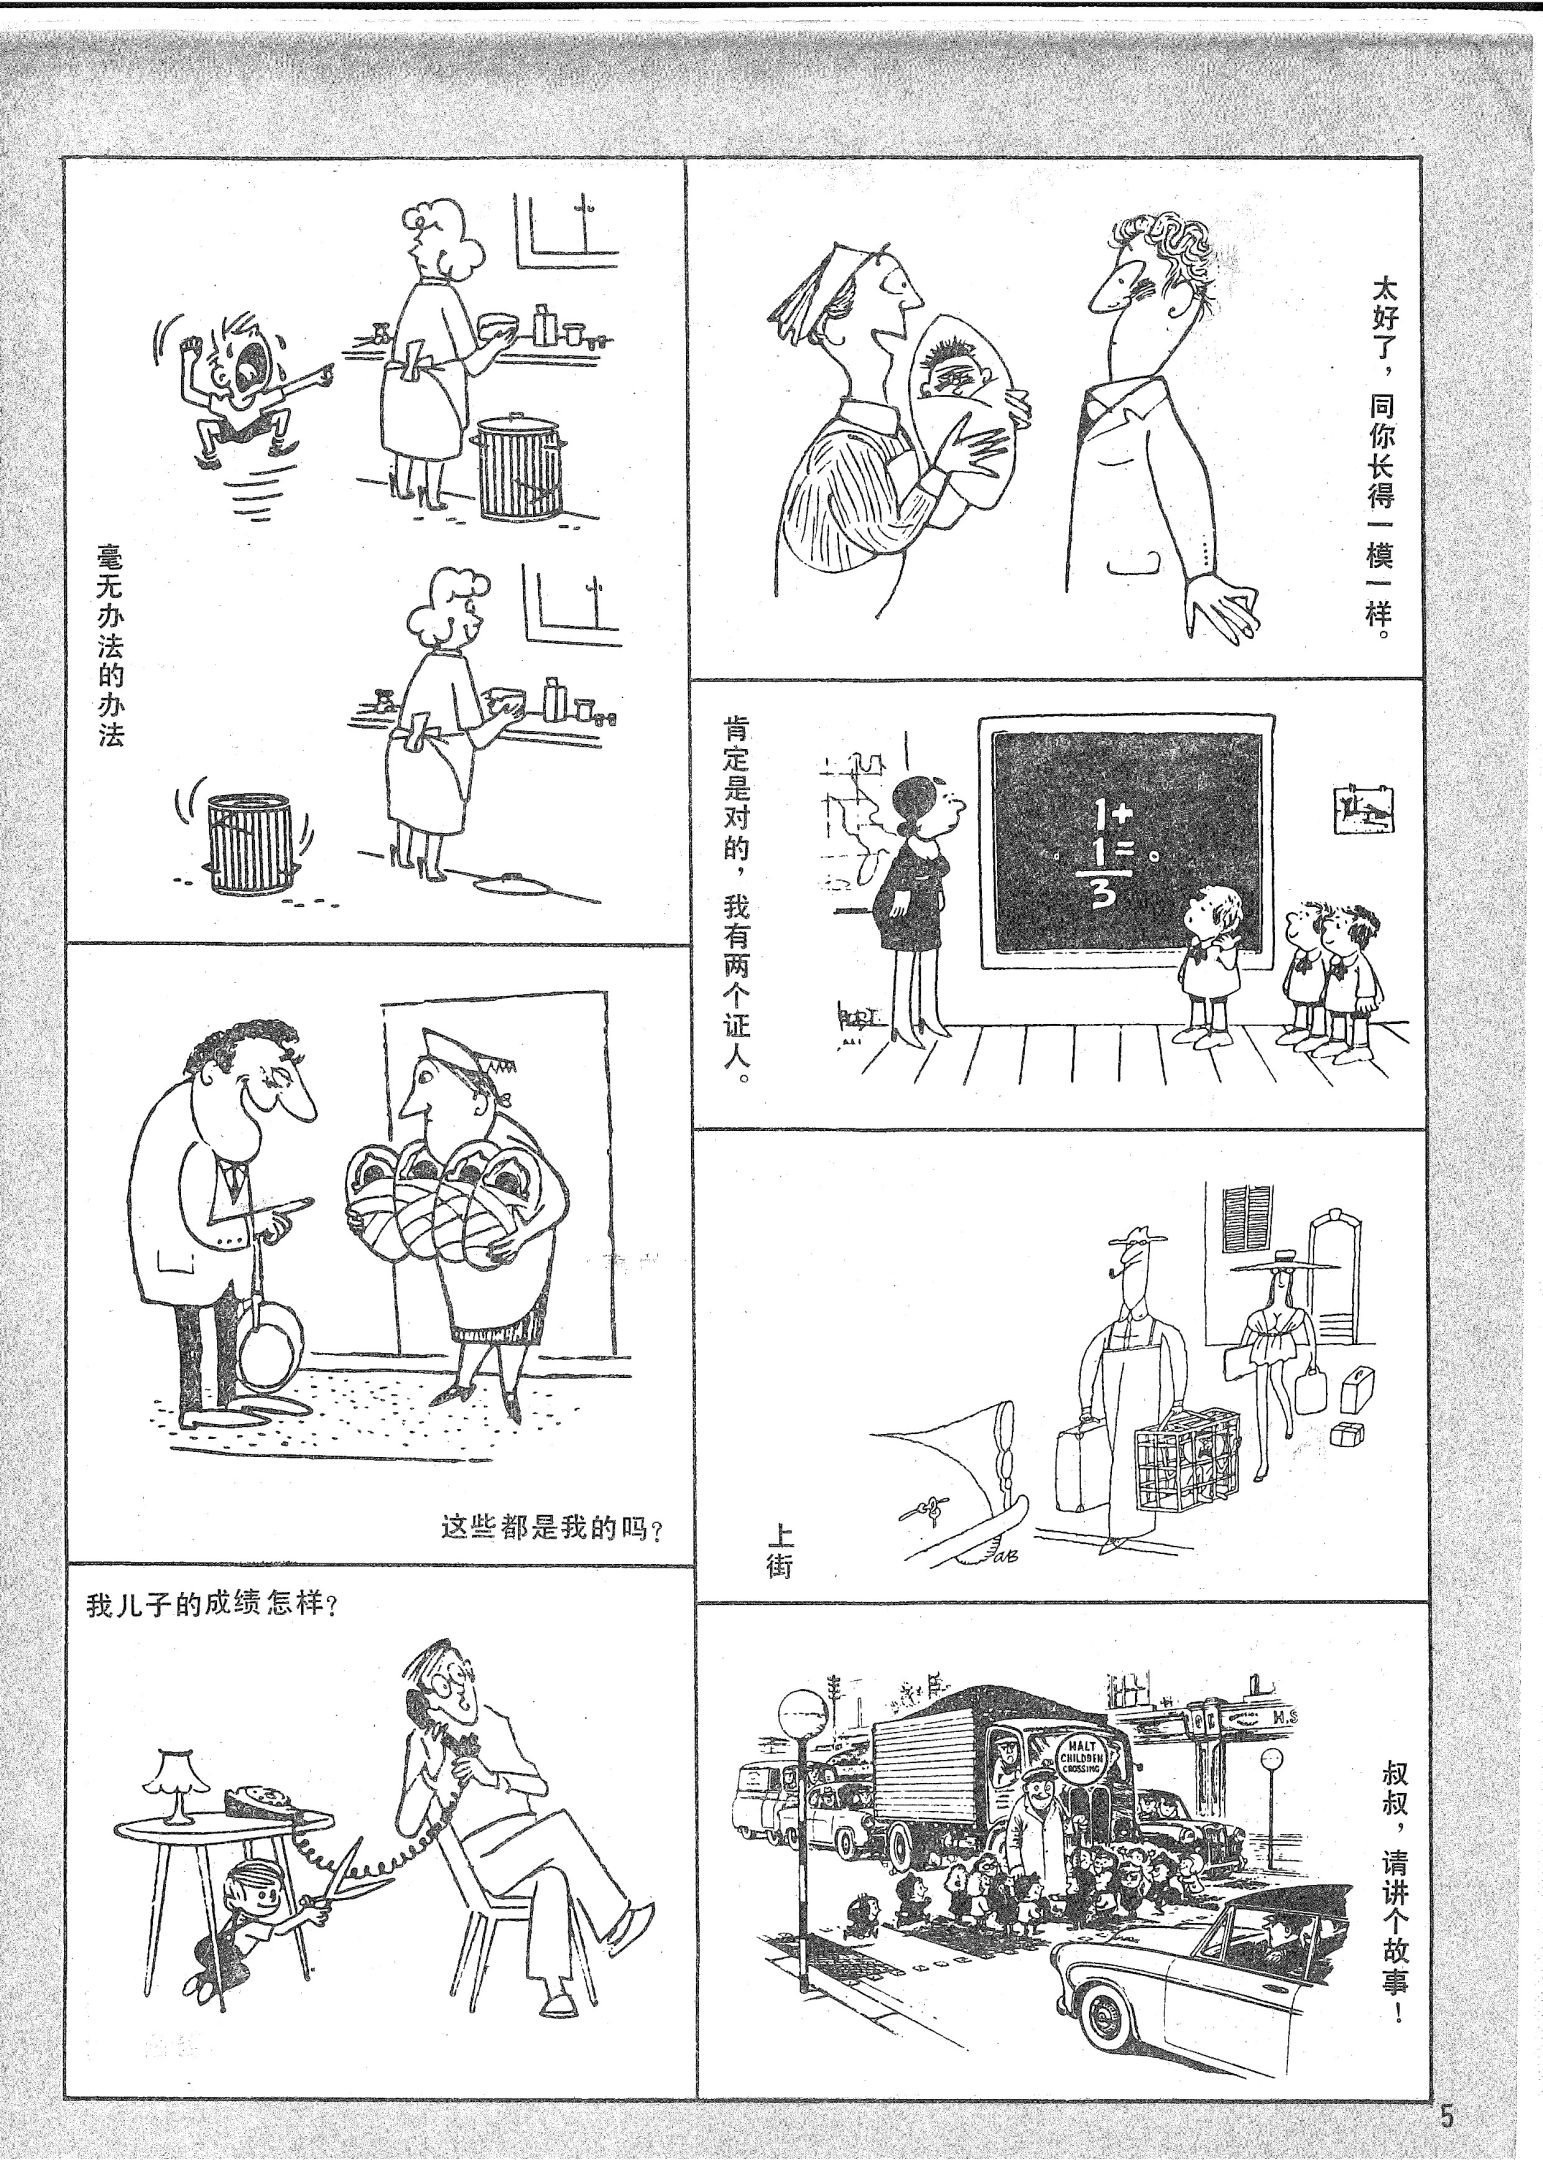 毫无办法的办法
太好了，同你长得一模一样。
肯定是对的，我有两个证人。
1+
1=
3
这些都是我的吗？
上街
我儿子的成绩怎样？
叔叔，请讲个故事！
HALT
CHILDREN
CROSSING
H.S
5